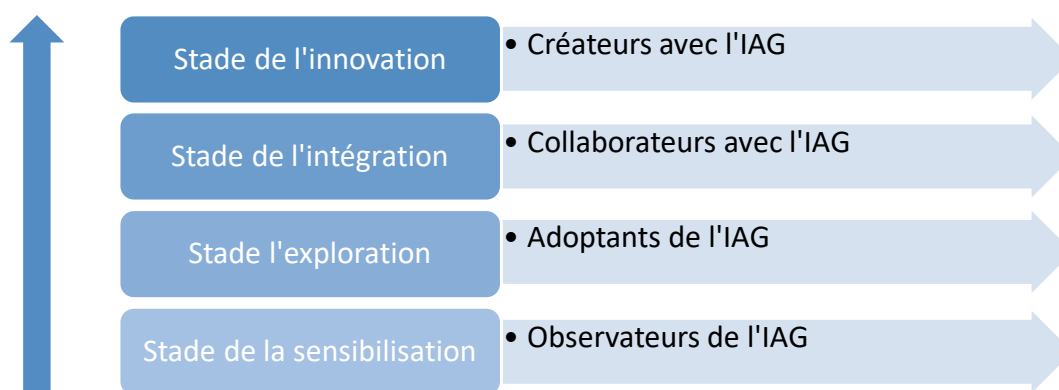 Stade de l'innovation
• Créateurs avec l'IAG
Stade de l'intégration
• Collaborateurs avec l'IAG
Stade l'exploration
• Adoptants de l'IAG
Stade de la sensibilisation
• Observateurs de l'IAG